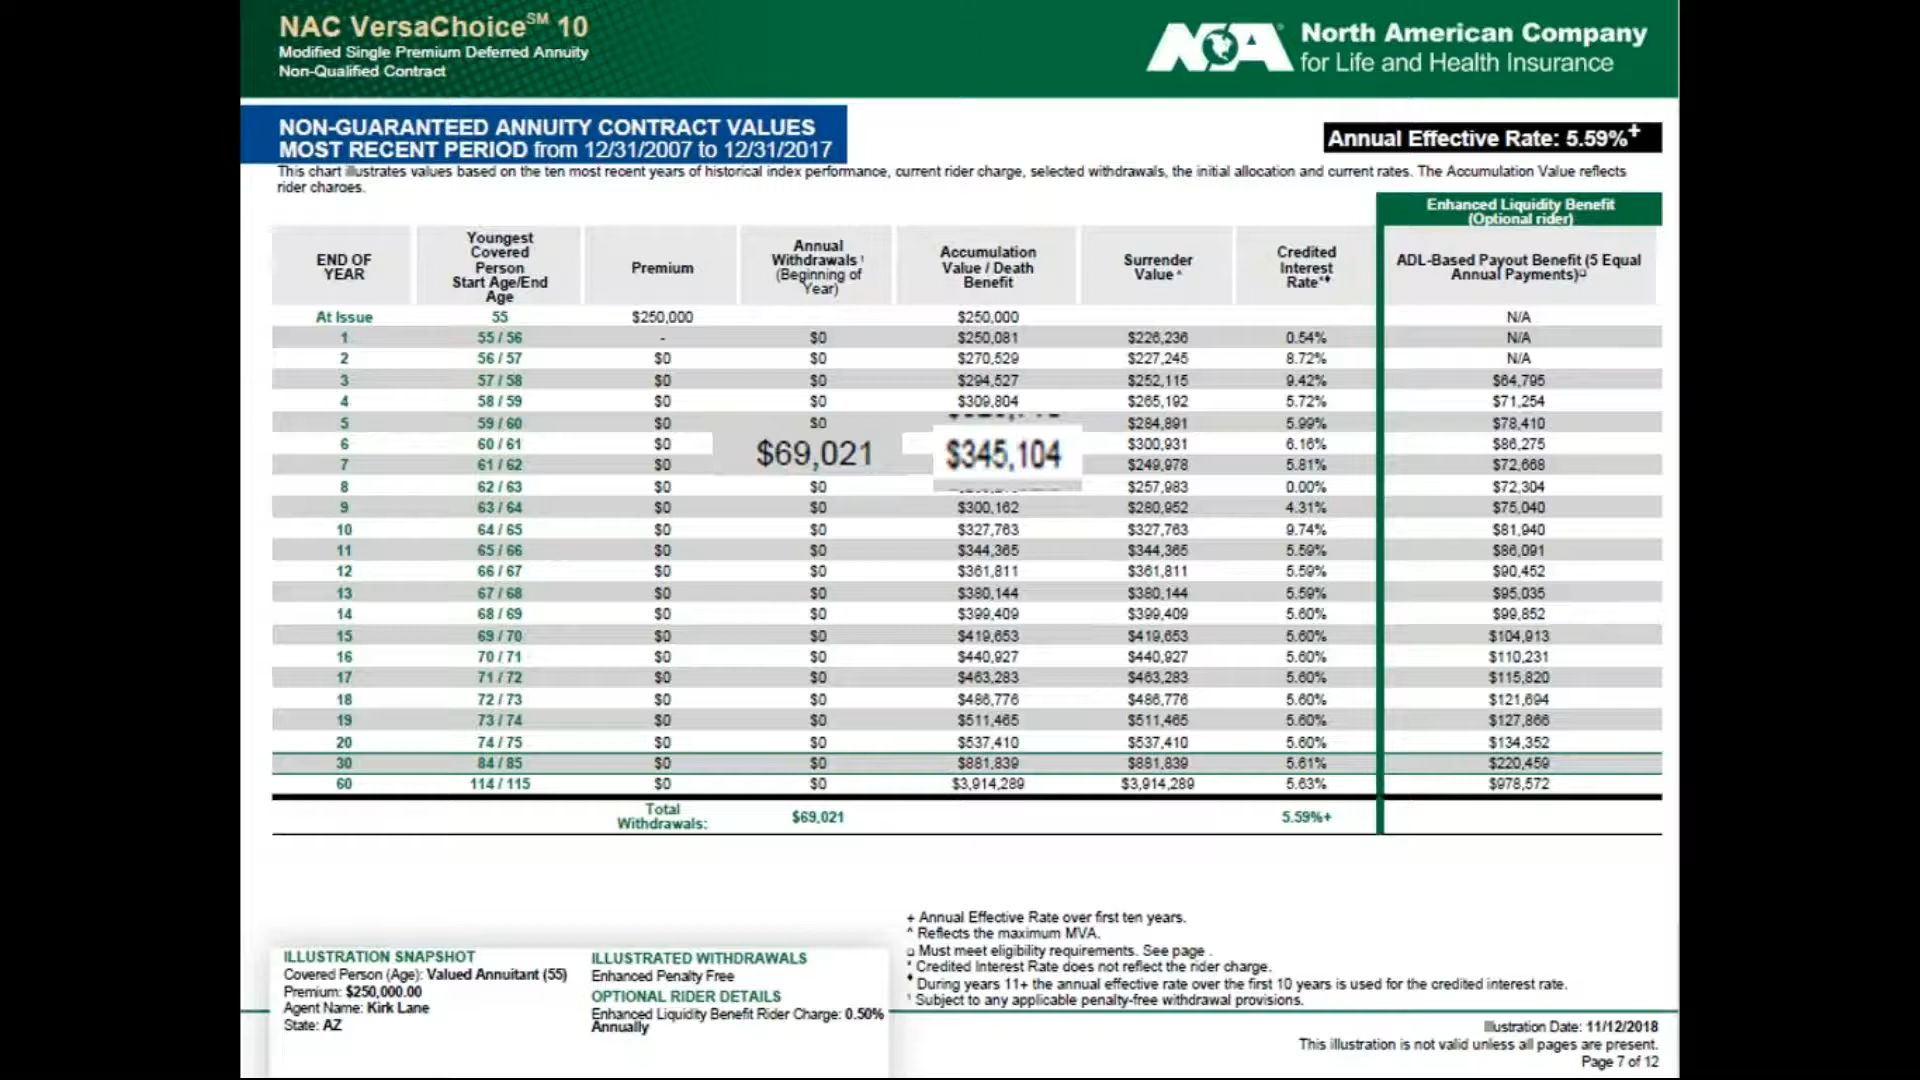 NAC VersaChoiceSM 10
Modified Single Premium Deferred Annuity
Non-Qualified Contract
North American Company
for Life and Health Insurance
NON-GUARANTEED ANNUITY CONTRACT VALUES
MOST RECENT PERIOD from 12/31/2007 to 12/31/2017
Annual Effective Rate: 5.59%+
This chart illustrates values based on the ten most recent years of historical index performance, current rider charge, selected withdrawals, the initial allocation and current rates. The Accumulation Value reflects
rider charges.
Enhanced Liquidity Benefit
(Optional rider)
END OF YEAR Youngest Covered Person Start Age/End Age Premium Annual Withdrawals ¹ (Beginning of Year) Accumulation Value / Death Benefit Surrender Value ^ Credited Interest Rate*♦ ADL-Based Payout Benefit (5 Equal Annual Payments)□
At Issue 55 $250,000 $250,000 N/A
1 55 / 56 - $0 $250,081 $226,236 0.54% N/A
2 56 / 57 $0 $0 $270,529 $227,245 8.72% N/A
3 57 / 58 $0 $0 $294,527 $252,115 9.42% $64,795
4 58 / 59 $0 $0 $309,804 $265,192 5.72% $71,254
5 59 / 60 $0 $0 $284,891 5.99% $78,410
6 60 / 61 $0 $69,021 $345,104 $300,931 6.16% $86,275
7 61 / 62 $0 $249,978 5.81% $72,668
8 62 / 63 $0 $0 $257,983 0.00% $72,304
9 63 / 64 $0 $0 $300,162 $280,952 4.31% $75,040
10 64 / 65 $0 $0 $327,763 $327,763 9.74% $81,940
11 65 / 66 $0 $0 $344,365 $344,365 5.59% $86,091
12 66 / 67 $0 $0 $361,811 $361,811 5.59% $90,452
13 67 / 68 $0 $0 $380,144 $380,144 5.59% $95,035
14 68 / 69 $0 $0 $399,409 $399,409 5.60% $99,852
15 69 / 70 $0 $0 $419,653 $419,653 5.60% $104,913
16 70 / 71 $0 $0 $440,927 $440,927 5.60% $110,231
17 71 / 72 $0 $0 $463,283 $463,283 5.60% $115,820
18 72 / 73 $0 $0 $486,776 $486,776 5.60% $121,694
19 73 / 74 $0 $0 $511,465 $511,465 5.60% $127,866
20 74 / 75 $0 $0 $537,410 $537,410 5.60% $134,352
30 84 / 85 $0 $0 $881,839 $881,839 5.61% $220,459
60 114 / 115 $0 $0 $3,914,289 $3,914,289 5.63% $978,572
Total Withdrawals: $69,021 5.59%+
+ Annual Effective Rate over first ten years.
^ Reflects the maximum MVA.
□ Must meet eligibility requirements. See page .
* Credited Interest Rate does not reflect the rider charge.
♦ During years 11+ the annual effective rate over the first 10 years is used for the credited interest rate.
¹ Subject to any applicable penalty-free withdrawal provisions.
ILLUSTRATION SNAPSHOT
Covered Person (Age): Valued Annuitant (55)
Premium: $250,000.00
Agent Name: Kirk Lane
State: AZ
ILLUSTRATED WITHDRAWALS
Enhanced Penalty Free
OPTIONAL RIDER DETAILS
Enhanced Liquidity Benefit Rider Charge: 0.50%
Annually
Illustration Date: 11/12/2018
This illustration is not valid unless all pages are present.
Page 7 of 12